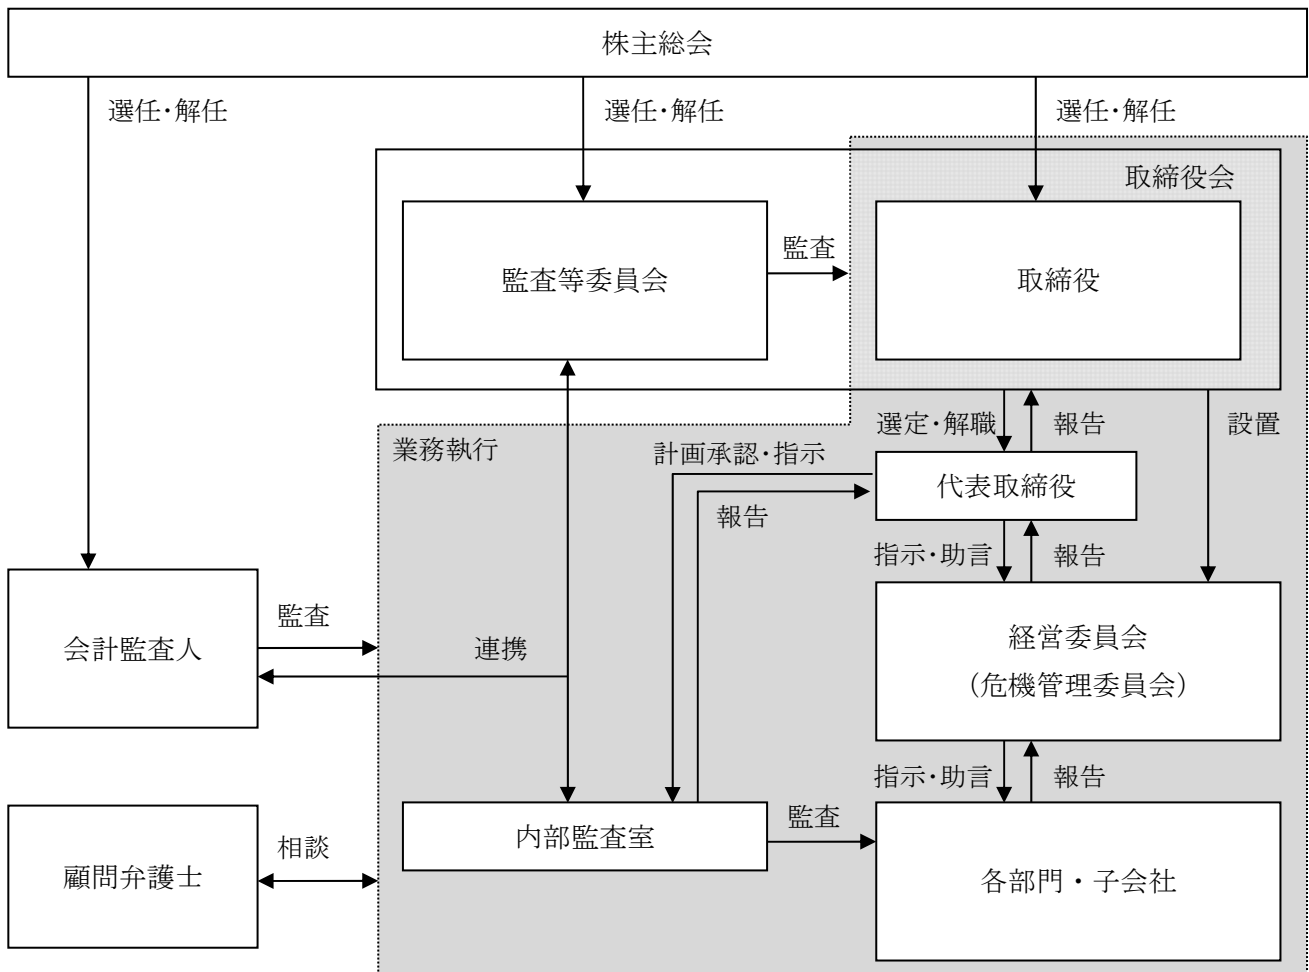 株主総会
選任・解任
選任・解任
選任・解任
取締役会
監査等委員会
監査
取締役
選定・解職
報告
設置
業務執行
計画承認・指示
代表取締役
報告
指示・助言
報告
会計監査人
監査
連携
経営委員会
（危機管理委員会）
指示・助言
報告
顧問弁護士
相談
内部監査室
監査
各部門・子会社